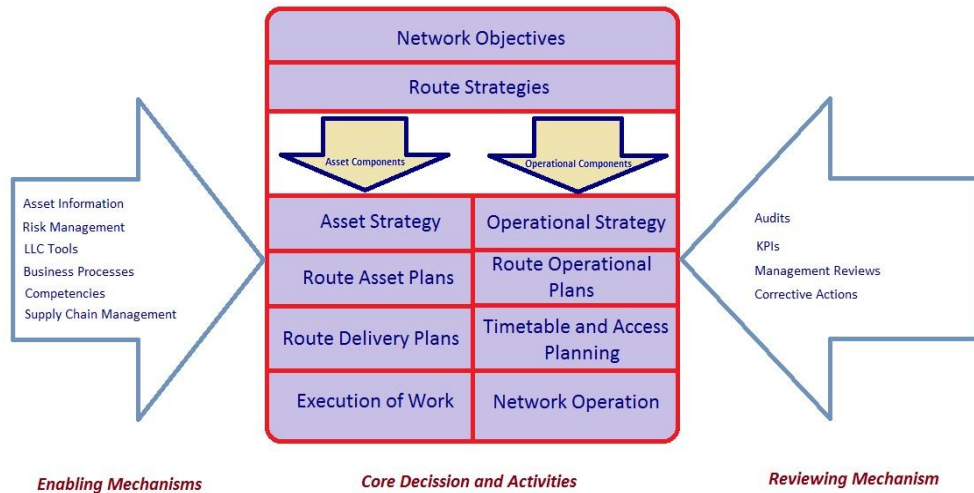 Network Objectives
Route Strategies
Asset Components
Operational Components
Asset Information
Risk Management
LLC Tools
Business Processes
Competencies
Supply Chain Management
Asset Strategy
Route Asset Plans
Route Delivery Plans
Execution of Work
Operational Strategy
Route Operational
Plans
Timetable and Access
Planning
Network Operation
Audits
KPIs
Management Reviews
Corrective Actions
Enabling Mechanisms
Core Decission and Activities
Reviewing Mechanism